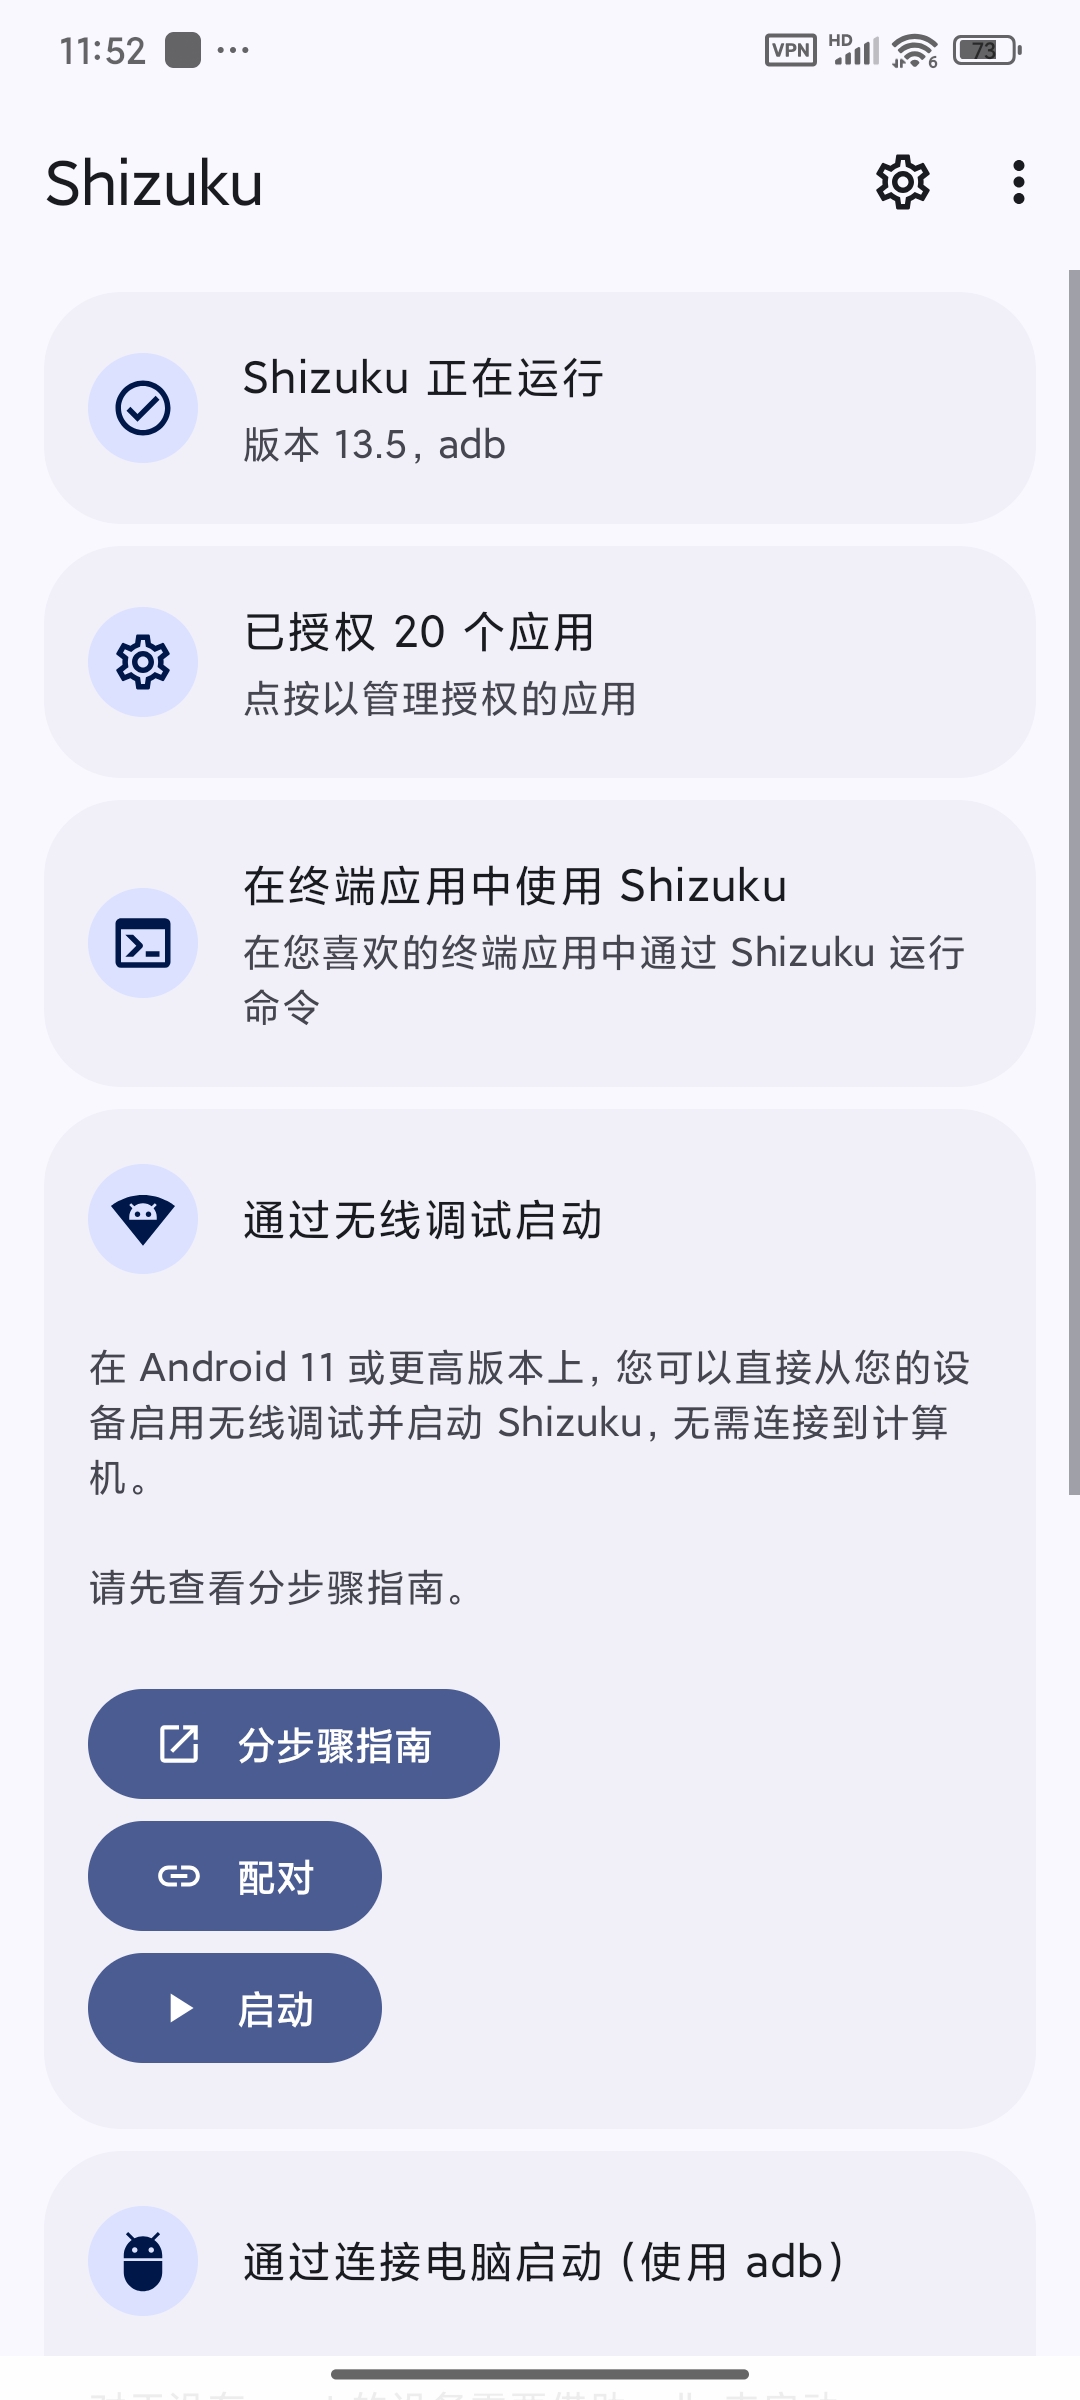 11:52
VPN HD 6 73
Shizuku
Shizuku 正在运行
版本 13.5, adb
已授权 20 个应用
点按以管理授权的应用
在终端应用中使用 Shizuku
在您喜欢的终端应用中通过 Shizuku 运行
命令
通过无线调试启动
在 Android 11 或更高版本上, 您可以直接从您的设
备启用无线调试并启动 Shizuku, 无需连接到计算
机。
请先查看分步骤指南。
分步骤指南
配对
启动
通过连接电脑启动 (使用 adb)